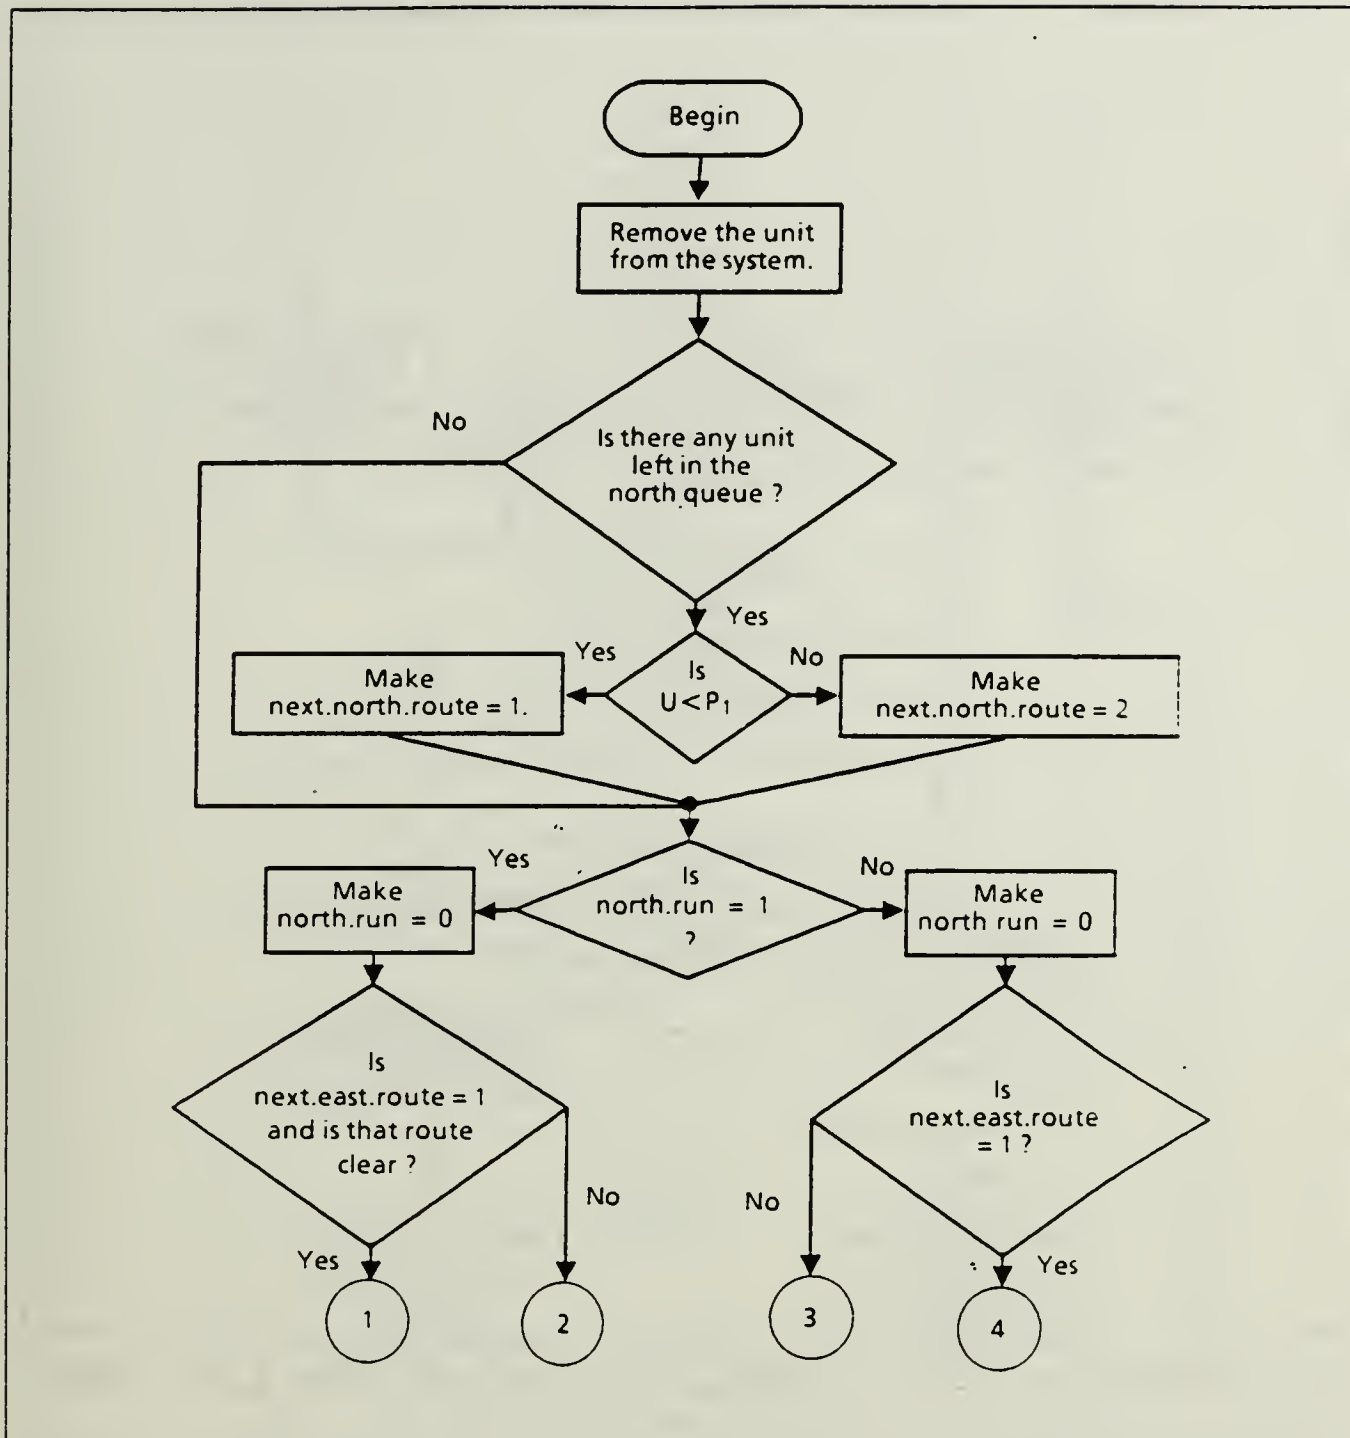 Begin
Remove the unit
from the system.
No
Is there any unit
left in the
north queue ?
Yes
Yes
Is
U<P₁
No
Make
next.north.route = 1.
Make
next.north.route = 2
Yes
Is
north.run = 1
?
No
Make
north.run = 0
Make
north run = 0
Is
next.east.route = 1
and is that route
clear ?
Is
next.east.route
= 1 ?
No
No
Yes
Yes
1
2
3
4